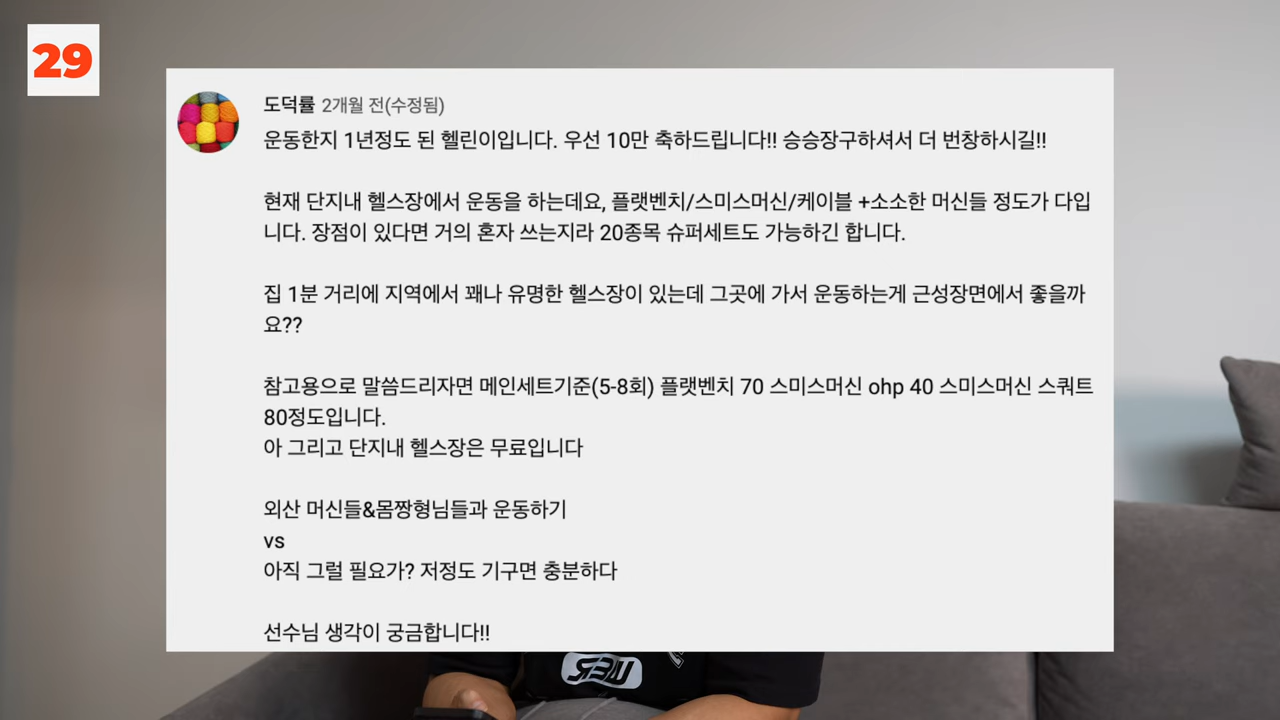 29
도덕률 2개월 전(수정됨)
운동한지 1년정도 된 헬린이입니다. 우선 10만 축하드립니다!! 승승장구하셔서 더 번창하시길!!
현재 단지내 헬스장에서 운동을 하는데요, 플랫벤치/스미스머신/케이블 +소소한 머신들 정도가 다입
니다. 장점이 있다면 거의 혼자 쓰는지라 20종목 슈퍼세트도 가능하긴 합니다.
집 1분 거리에 지역에서 꽤나 유명한 헬스장이 있는데 그곳에 가서 운동하는게 근성장면에서 좋을까
요??
참고용으로 말씀드리자면 메인세트기준(5-8회) 플랫벤치 70 스미스머신 ohp 40 스미스머신 스쿼트
80정도입니다.
아 그리고 단지내 헬스장은 무료입니다
외산 머신들&몸짱형님들과 운동하기
vs
아직 그럴 필요가? 저정도 기구면 충분하다
선수님 생각이 궁금합니다!!